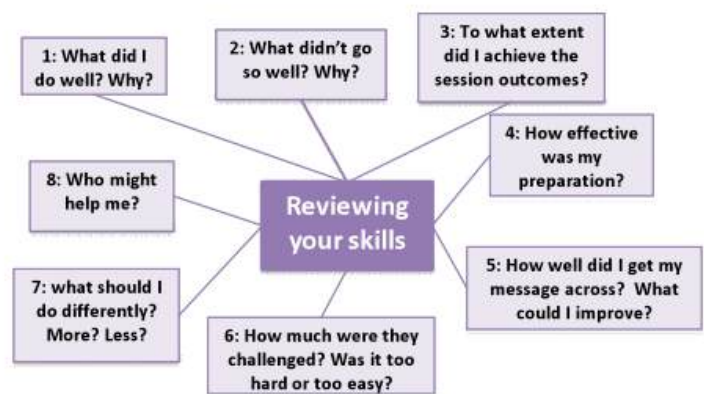 1: What did I
do well? Why?
2: What didn't go
so well? Why?
3: To what extent
did I achieve the
session outcomes?
4: How effective
was my
preparation?
8: Who might
help me?
Reviewing
your skills
5: How well did I get my
message across? What
could I improve?
7: what should I
do differently?
More? Less?
6: How much were they
challenged? Was it too
hard or too easy?